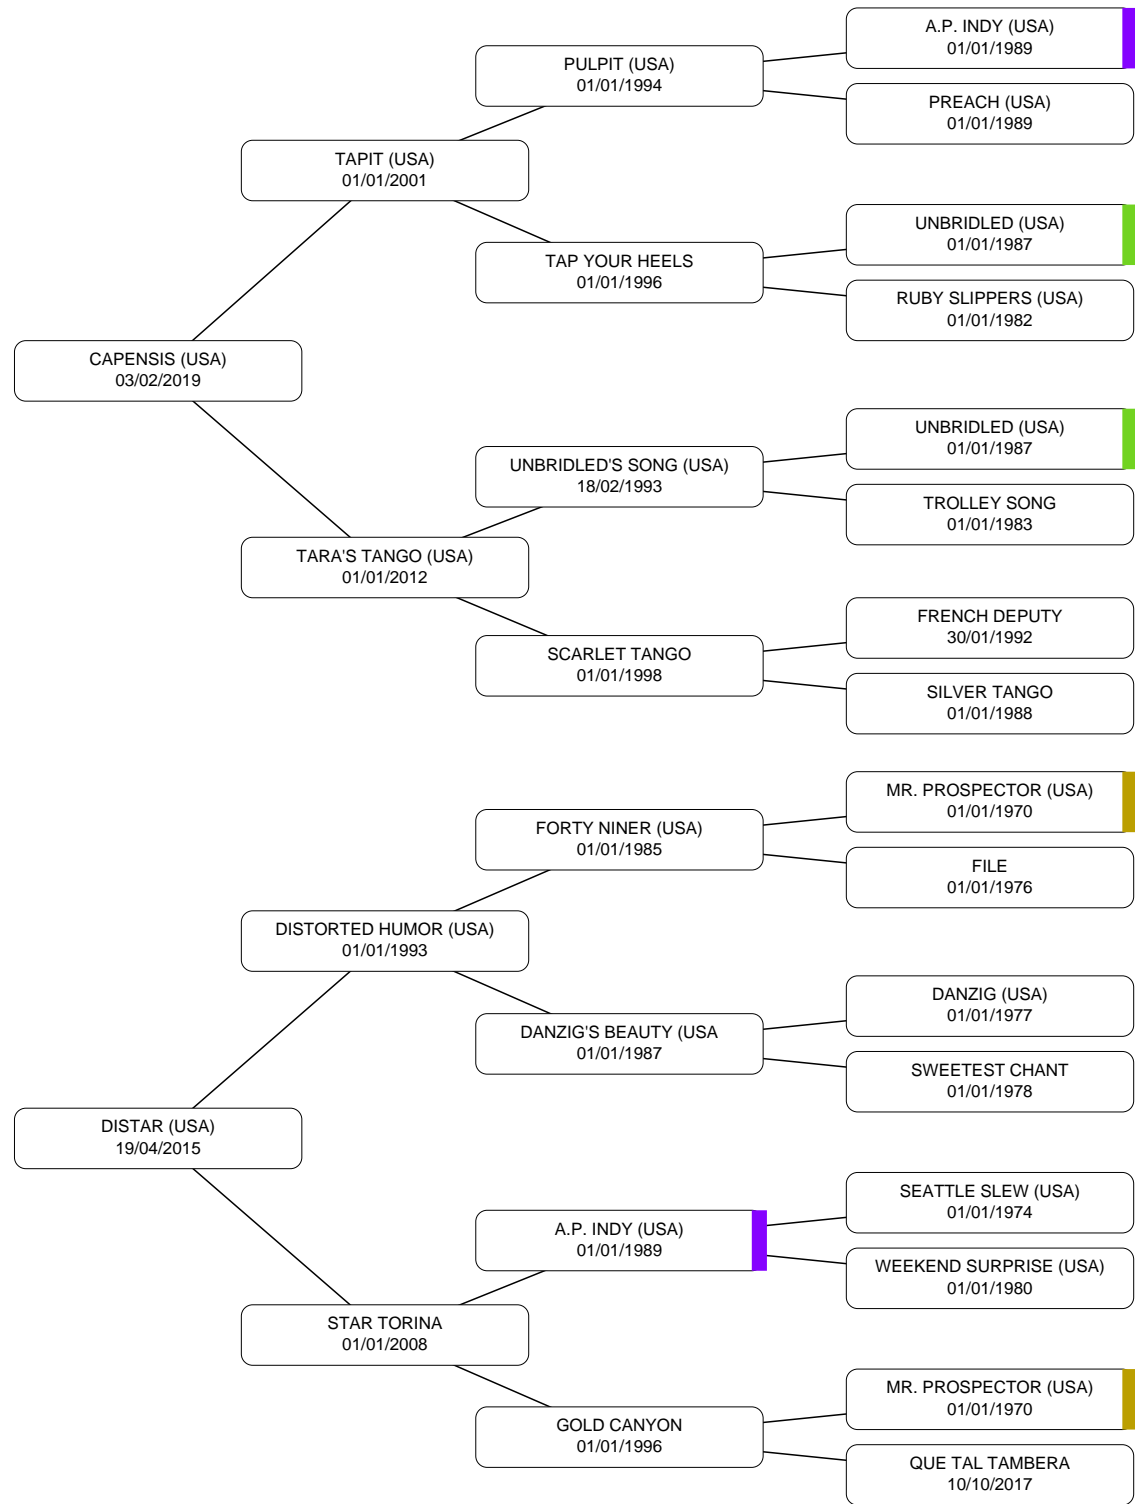 A.P. INDY (USA)
01/01/1989
PULPIT (USA)
01/01/1994
PREACH (USA)
01/01/1989
TAPIT (USA)
01/01/2001
UNBRIDLED (USA)
01/01/1987
TAP YOUR HEELS
01/01/1996
RUBY SLIPPERS (USA)
01/01/1982
CAPENSIS (USA)
03/02/2019
UNBRIDLED (USA)
01/01/1987
UNBRIDLED'S SONG (USA)
18/02/1993
TROLLEY SONG
01/01/1983
TARA'S TANGO (USA)
01/01/2012
FRENCH DEPUTY
30/01/1992
SCARLET TANGO
01/01/1998
SILVER TANGO
01/01/1988
MR. PROSPECTOR (USA)
01/01/1970
FORTY NINER (USA)
01/01/1985
FILE
01/01/1976
DISTORTED HUMOR (USA)
01/01/1993
DANZIG (USA)
01/01/1977
DANZIG'S BEAUTY (USA
01/01/1987
SWEETEST CHANT
01/01/1978
DISTAR (USA)
19/04/2015
SEATTLE SLEW (USA)
01/01/1974
A.P. INDY (USA)
01/01/1989
WEEKEND SURPRISE (USA)
01/01/1980
STAR TORINA
01/01/2008
MR. PROSPECTOR (USA)
01/01/1970
GOLD CANYON
01/01/1996
QUE TAL TAMBERA
10/10/2017